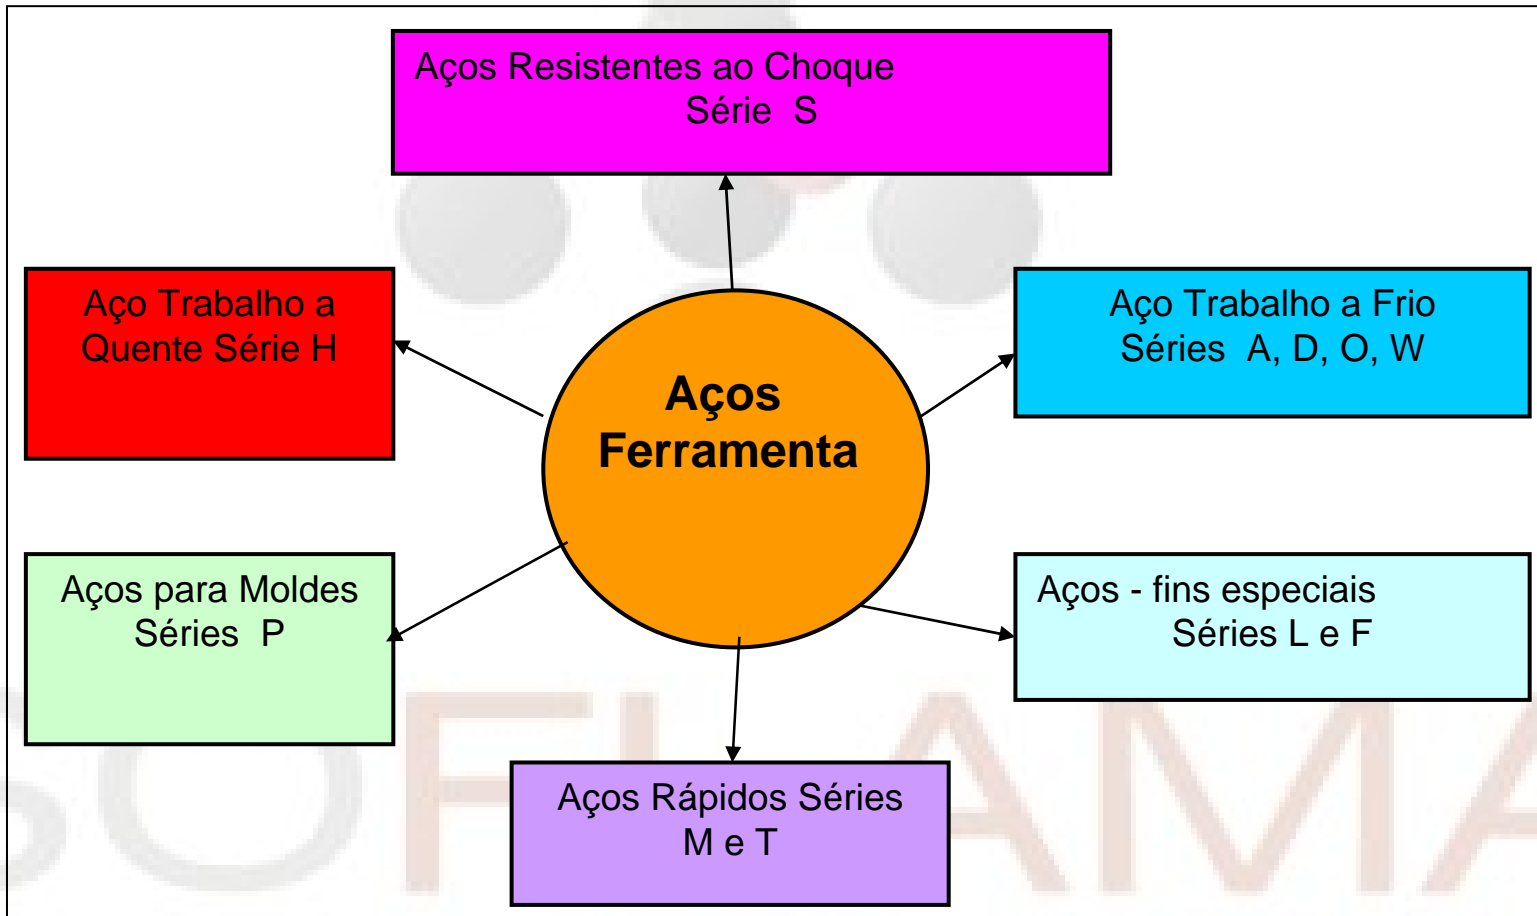 Aços Resistentes ao Choque
Série S
Aço Trabalho a
Quente Série H
Aço Trabalho a Frio
Séries A, D, O, W
Aços
Ferramenta
Aços para Moldes
Séries P
Aços - fins especiais
Séries L e F
Aços Rápidos Séries
M e T
SOFLAMA